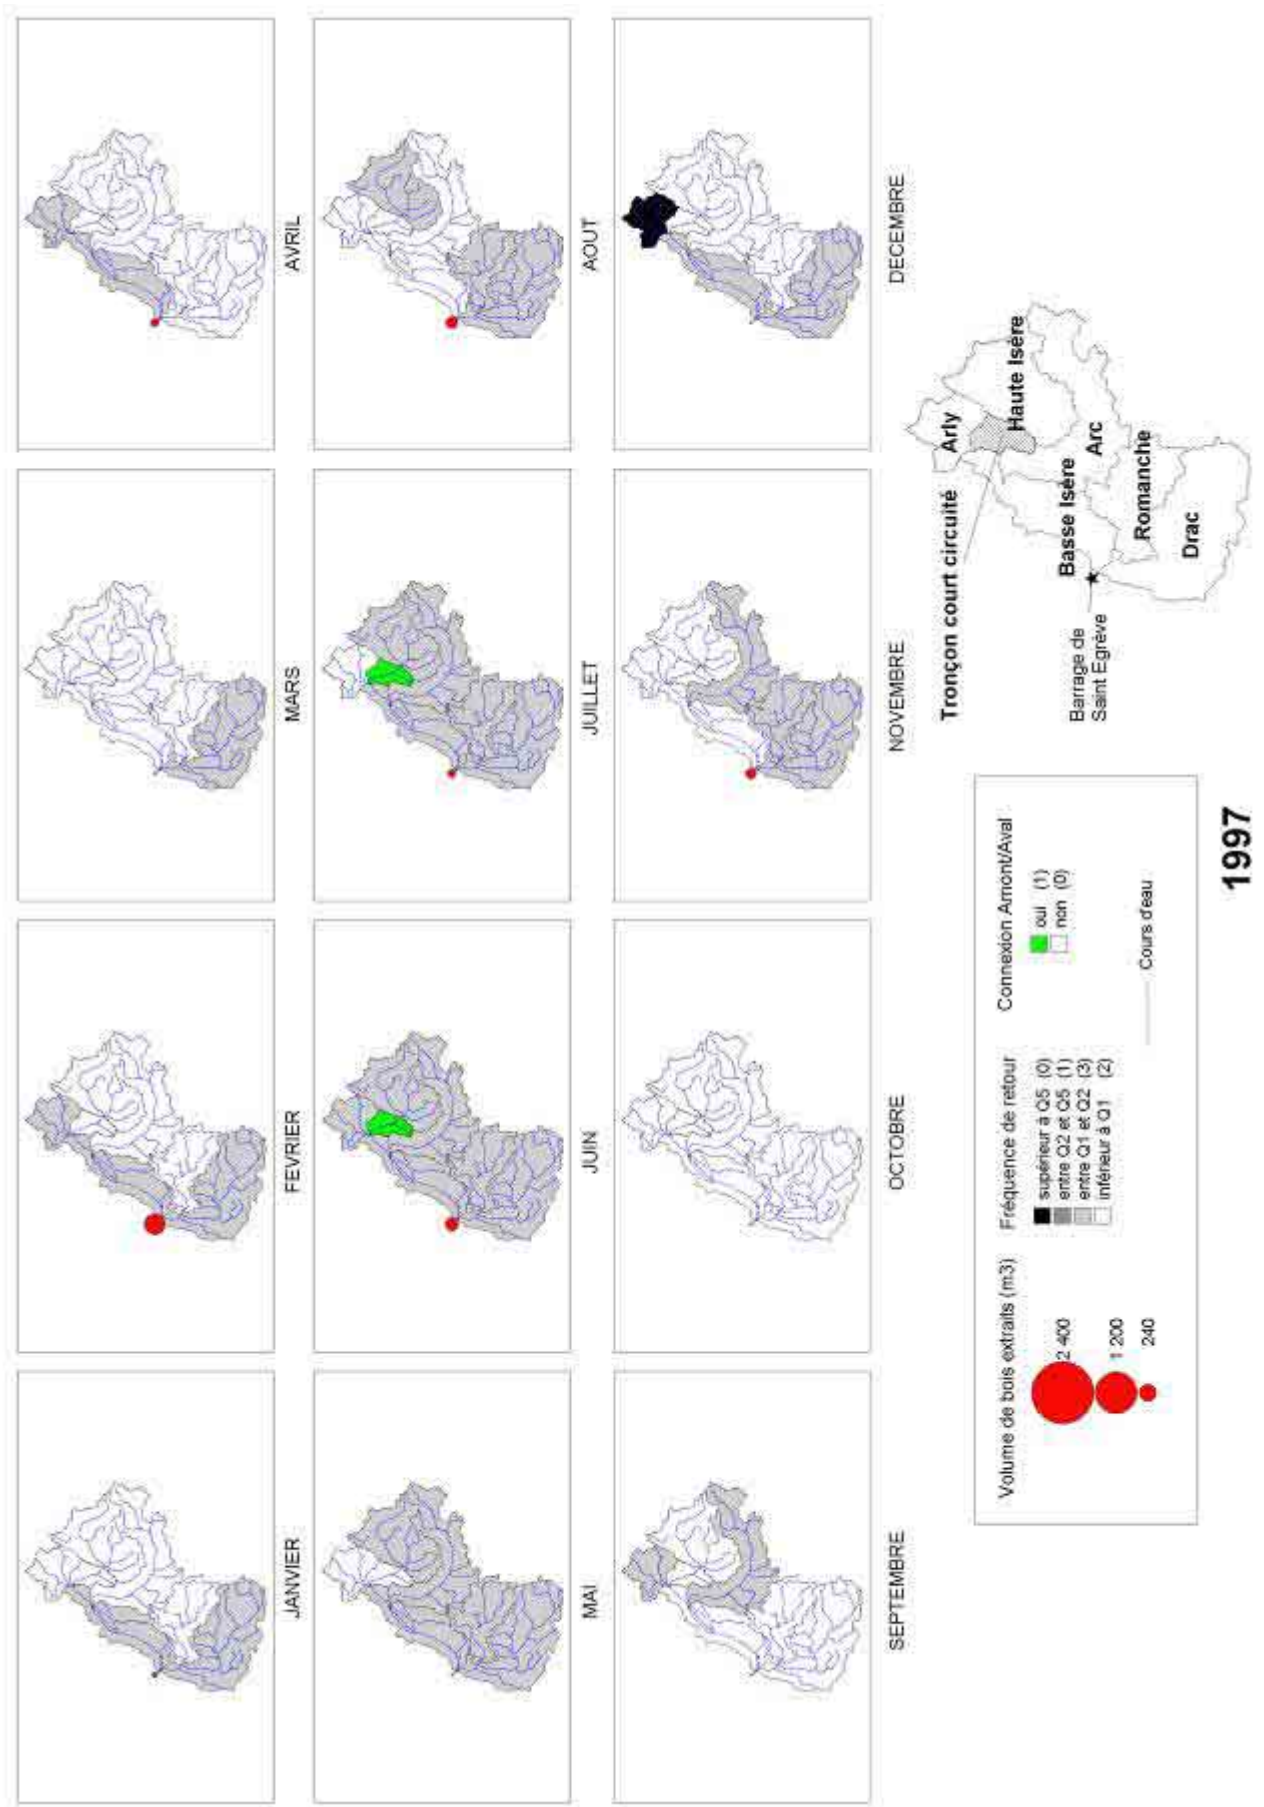 JANVIER
FEVRIER
MARS
AVRIL
MAI
JUIN
JUILLET
AOUT
SEPTEMBRE
OCTOBRE
NOVEMBRE
DECEMBRE
Volume de bois extraits (m3)
2 400
1 200
240
Fréquence de retour
supérieur à Q5 (0)
entre Q2 et Q5 (1)
entre Q1 et Q2 (3)
inférieur à Q1 (2)
Connexion Amont/Aval
oui (1)
non (0)
Cours d'eau
Tronçon court circuité
Arly
Haute Isère
Basse Isère
Arc
Romanche
Drac
Barrage de
Saint Egrève
1997